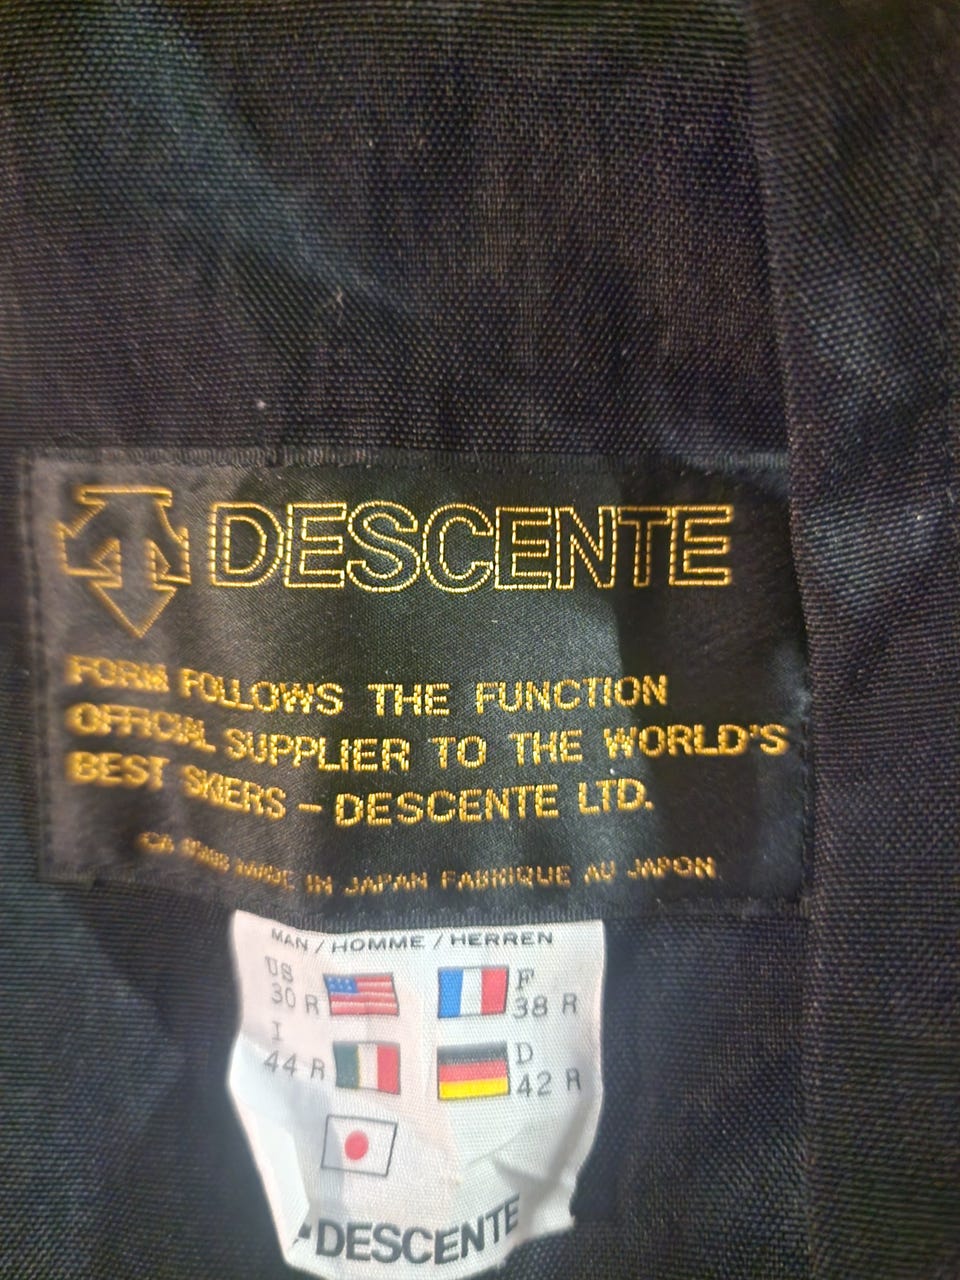 DESCENTE
FORM FOLLOWS THE FUNCTION
OFFICIAL SUPPLIER TO THE WORLD'S
BEST SKIERS – DESCENTE LTD.
CA MADE IN JAPAN FABRIQUE AU JAPON
MAN / HOMME / HERREN
US
30 R
F
38 R
I
44 R
D
42 R
DESCENTE